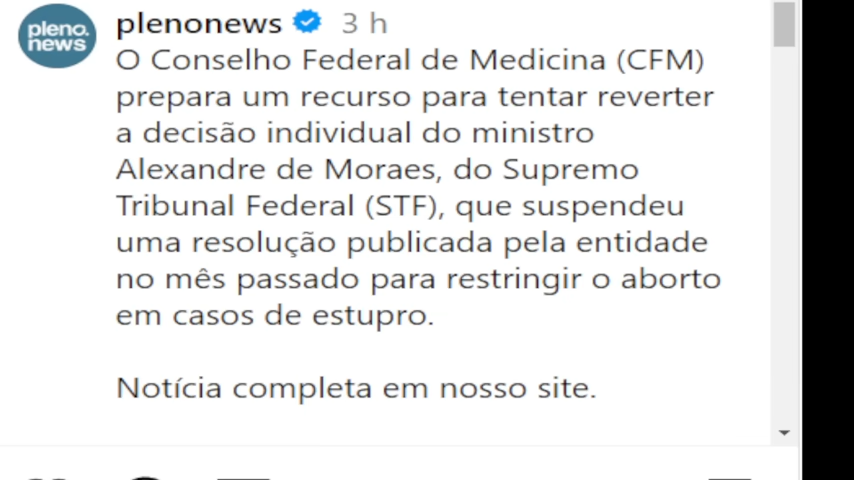 pleno.
news
plenonews 3 h
O Conselho Federal de Medicina (CFM)
prepara um recurso para tentar reverter
a decisão individual do ministro
Alexandre de Moraes, do Supremo
Tribunal Federal (STF), que suspendeu
uma resolução publicada pela entidade
no mês passado para restringir o aborto
em casos de estupro.
Notícia completa em nosso site.